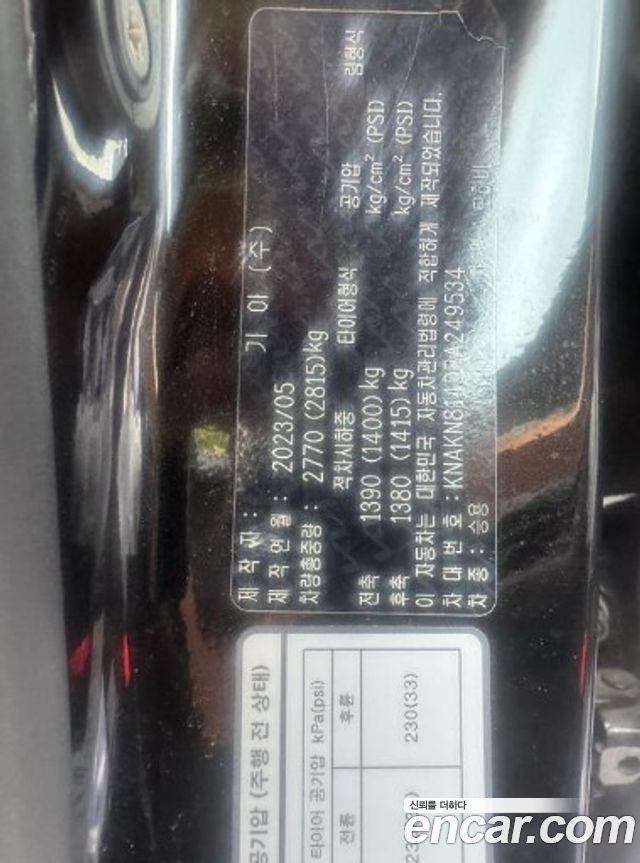 제작자: 기아 (주)
제작연월: 2023/05
차량총중량: 2770 (2815)kg
적차시하중 타이어형식 공기압 림형식
전축 1390 (1400)kg kg/cm² (PSI)
후축 1380 (1415)kg kg/cm² (PSI)
이 자동차는 대한민국 자동차관리법령에 적합하게 제작되었습니다.
차대번호:
차종: 승용
공기압 (주행 전 상태)
타이어 공기압 kPa(psi)
전륜 후륜
230(33)
신뢰를 더하다
encar.com